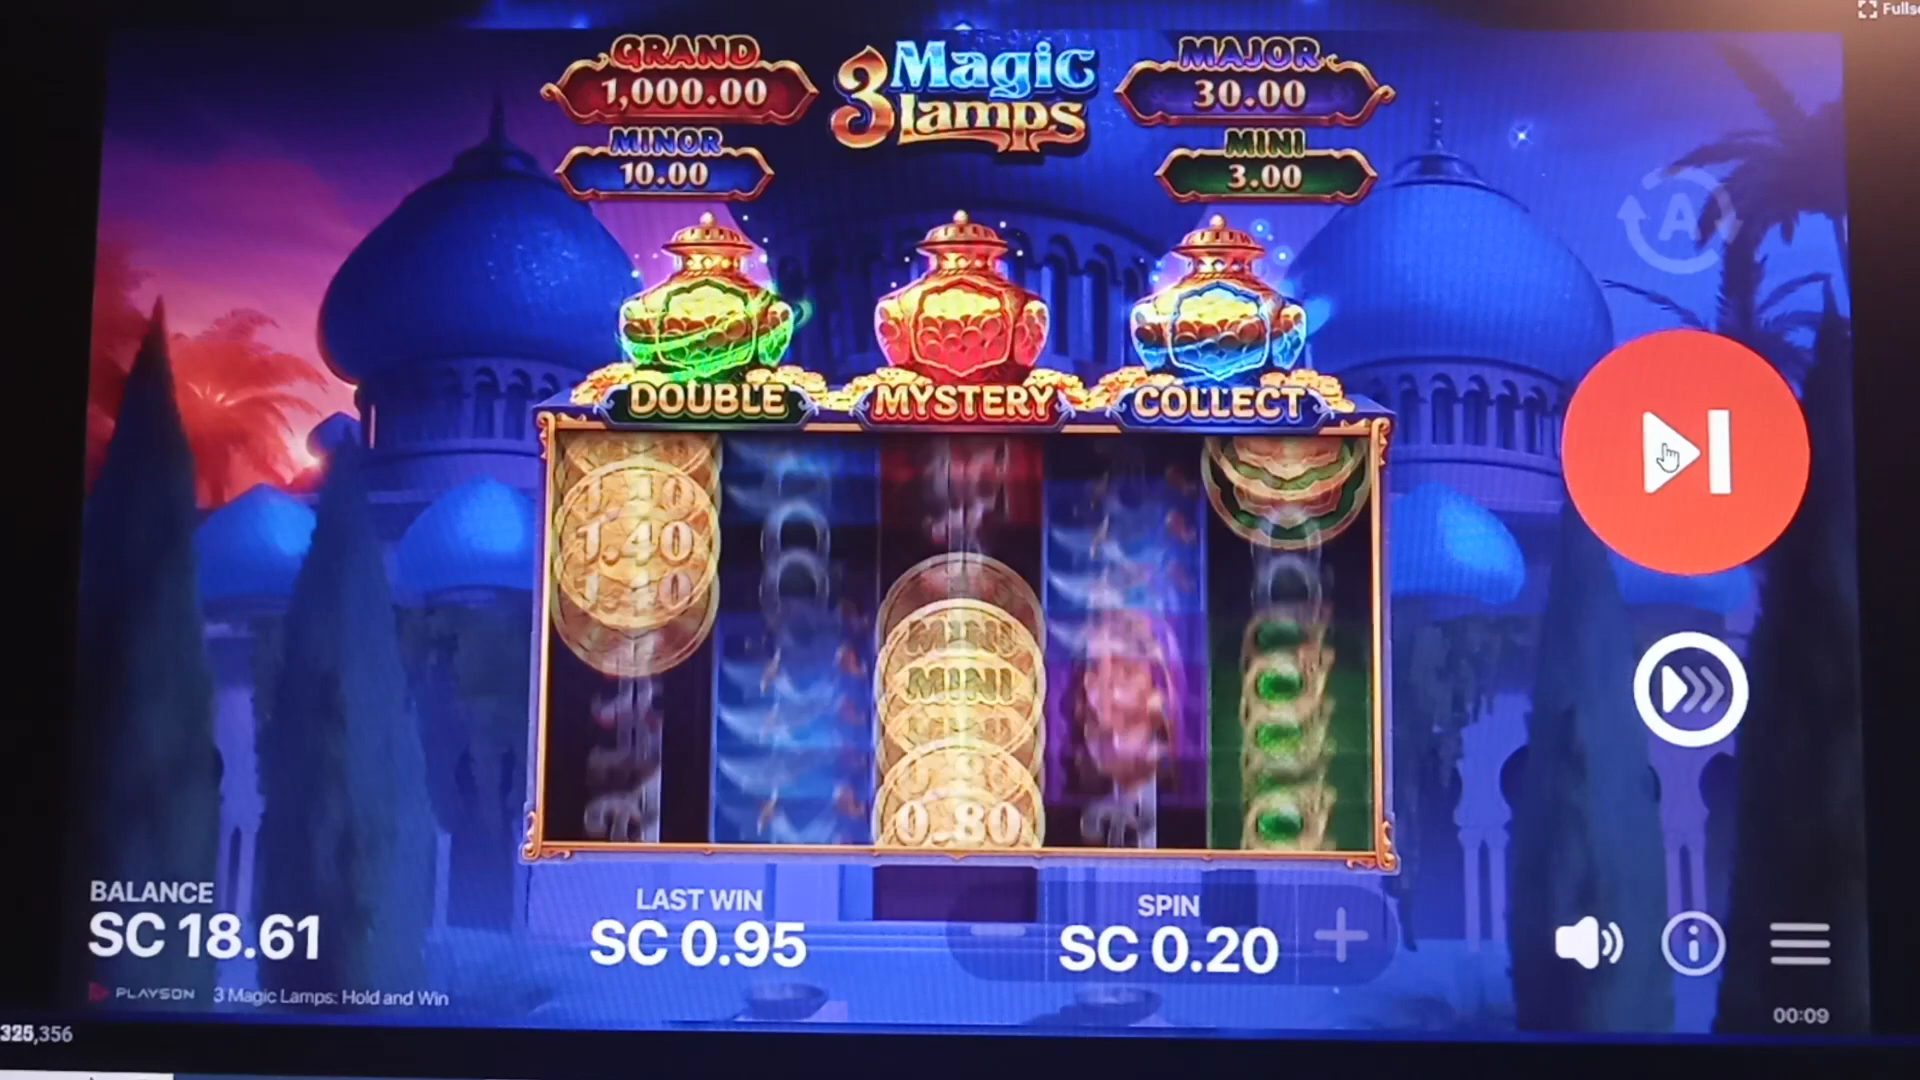 Fulls
GRAND
1,000.00
3 Magic Lamps
MAJOR
30.00
MINOR
10.00
MINI
3.00
A
DOUBLE
MYSTERY
COLLECT
1.40
MINI
0.80
BALANCE
SC 18.61
LAST WIN
SC 0.95
SPIN
SC 0.20
PLAYSON
3 Magic Lamps: Hold and Win
00:09